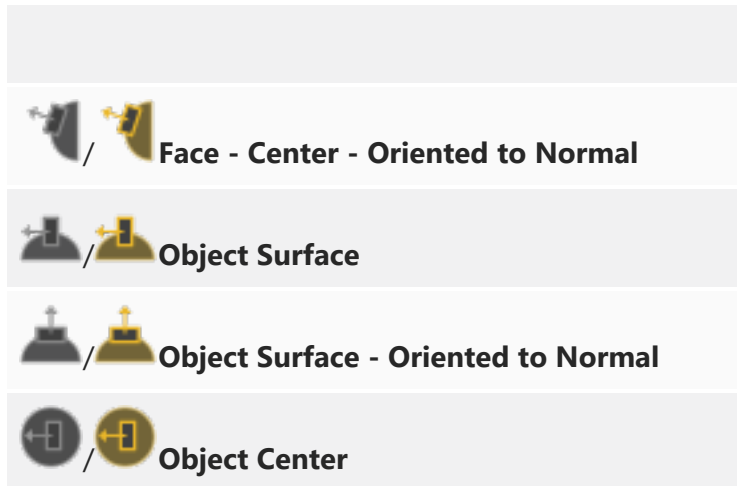 / Face - Center - Oriented to Normal
/ Object Surface
/ Object Surface - Oriented to Normal
/ Object Center